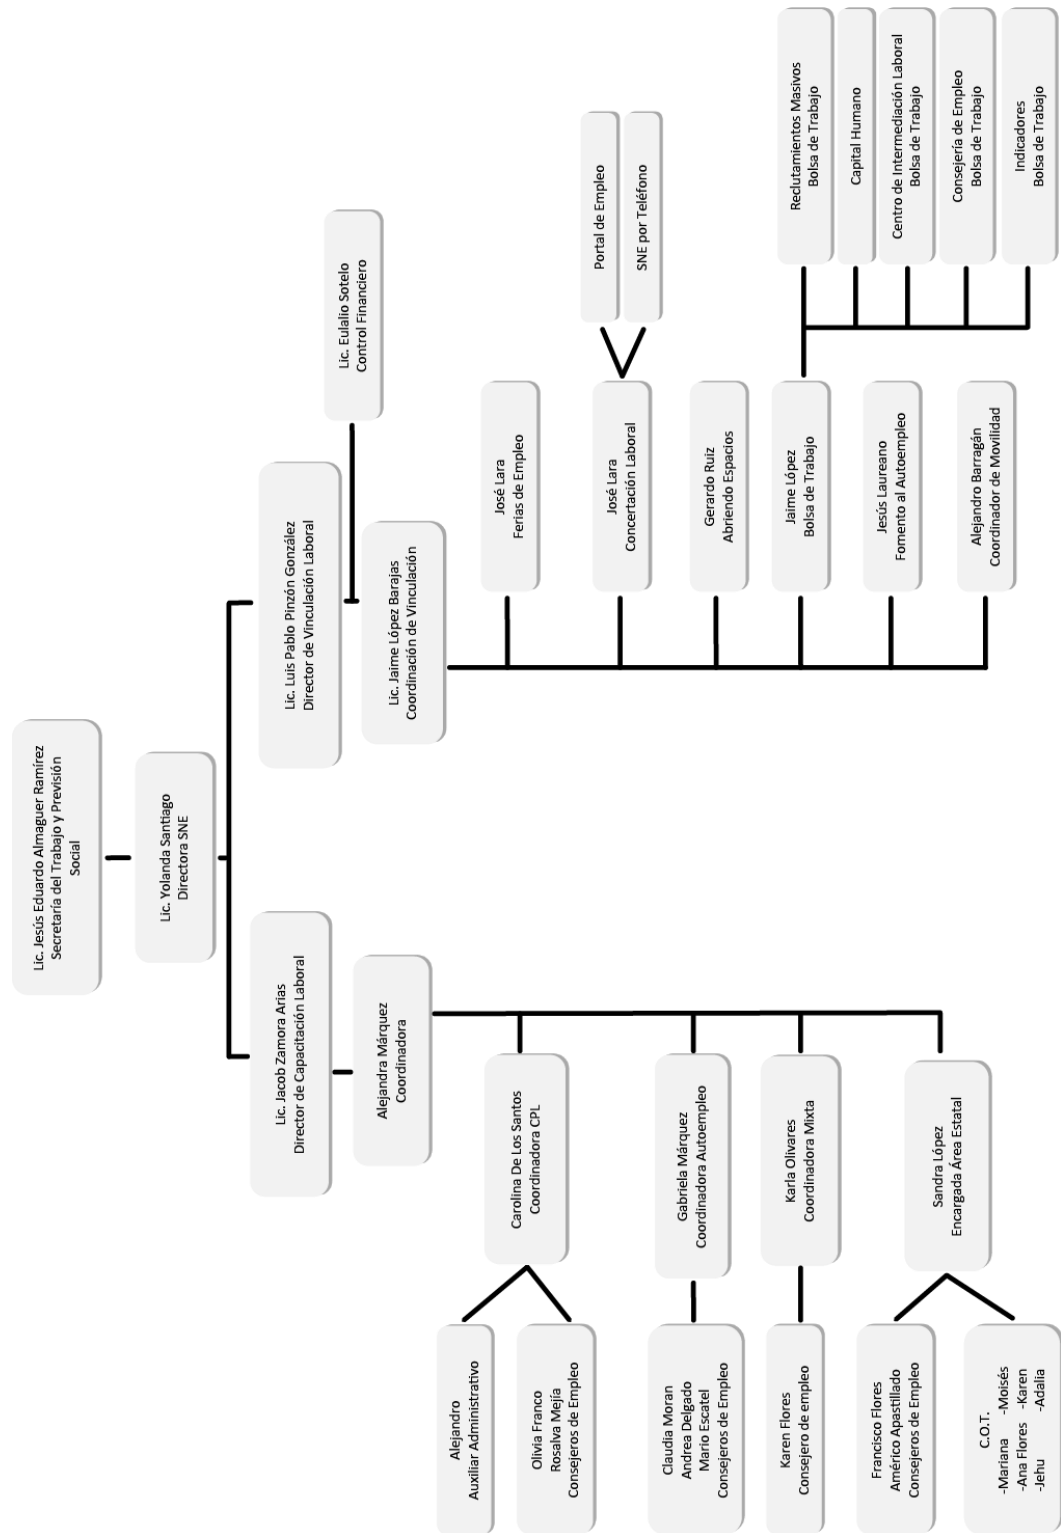 Lic. Jesús Eduardo Almaguer Ramírez
Secretaría del Trabajo y Previsión
Social
Lic. Yolanda Santiago
Directora SNE
Lic. Jacob Zamora Arias
Director de Capacitación Laboral
Lic. Luis Pablo Pinzón González
Director de Vinculación Laboral
Lic. Eulalio Sotelo
Control Financiero
Alejandra Márquez
Coordinadora
Lic. Jaime López Barajas
Coordinación de Vinculación
Carolina De Los Santos
Coordinadora CPL
Alejandro
Auxiliar Administrativo
Olivia Franco
Rosalva Mejía
Consejeros de Empleo
Gabriela Márquez
Coordinadora Autoempleo
Claudia Moran
Andrea Delgado
Mario Escatel
Consejeros de Empleo
Karla Olivares
Coordinadora Mixta
Karen Flores
Consejero de empleo
Sandra López
Encargada Área Estatal
Francisco Flores
Américo Apastillado
Consejeros de Empleo
C.O.T.
-Mariana -Moisés
-Ana Flores -Karen
-Jehu -Adalia
José Lara
Ferias de Empleo
José Lara
Concertación Laboral
Portal de Empleo
SNE por Teléfono
Gerardo Ruiz
Abriendo Espacios
Jaime López
Bolsa de Trabajo
Reclutamientos Masivos
Bolsa de Trabajo
Capital Humano
Centro de Intermediación Laboral
Bolsa de Trabajo
Consejería de Empleo
Bolsa de Trabajo
Indicadores
Bolsa de Trabajo
Jesús Laureano
Fomento al Autoempleo
Alejandro Barragán
Coordinador de Movilidad